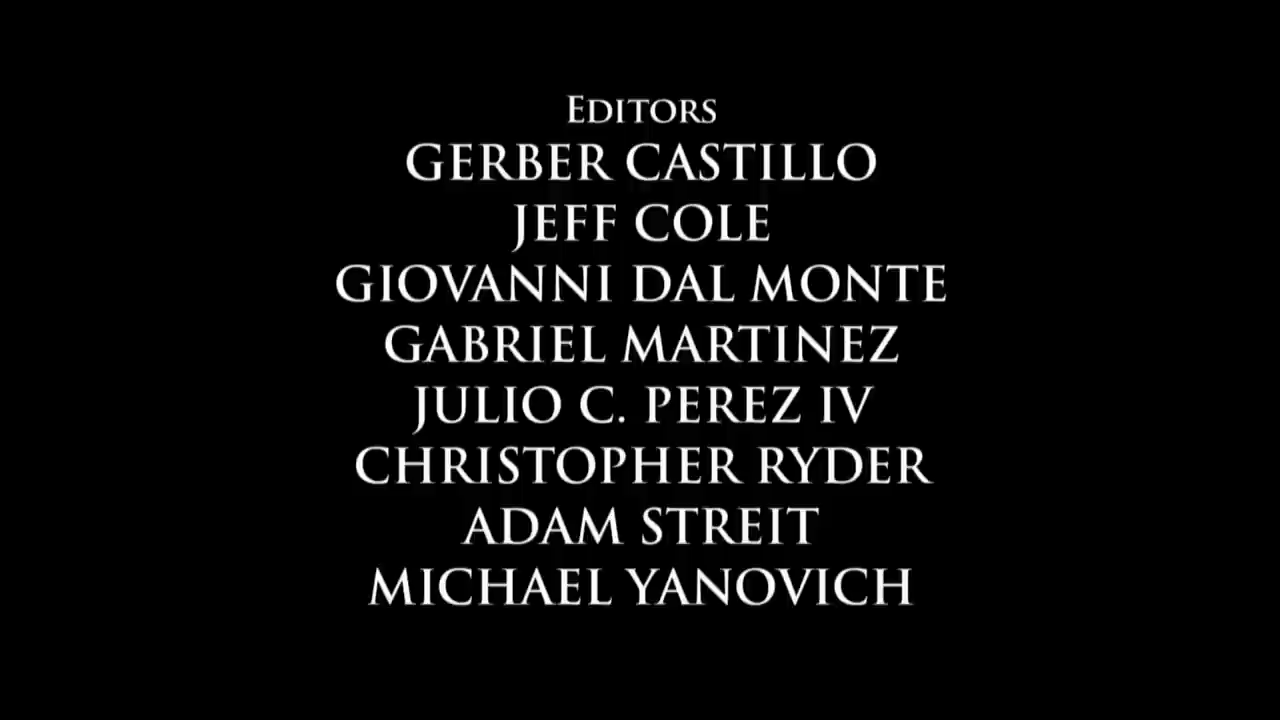 EDITORS
GERBER CASTILLO
JEFF COLE
GIOVANNI DAL MONTE
GABRIEL MARTINEZ
JULIO C. PEREZ IV
CHRISTOPHER RYDER
ADAM STREIT
MICHAEL YANOVICH